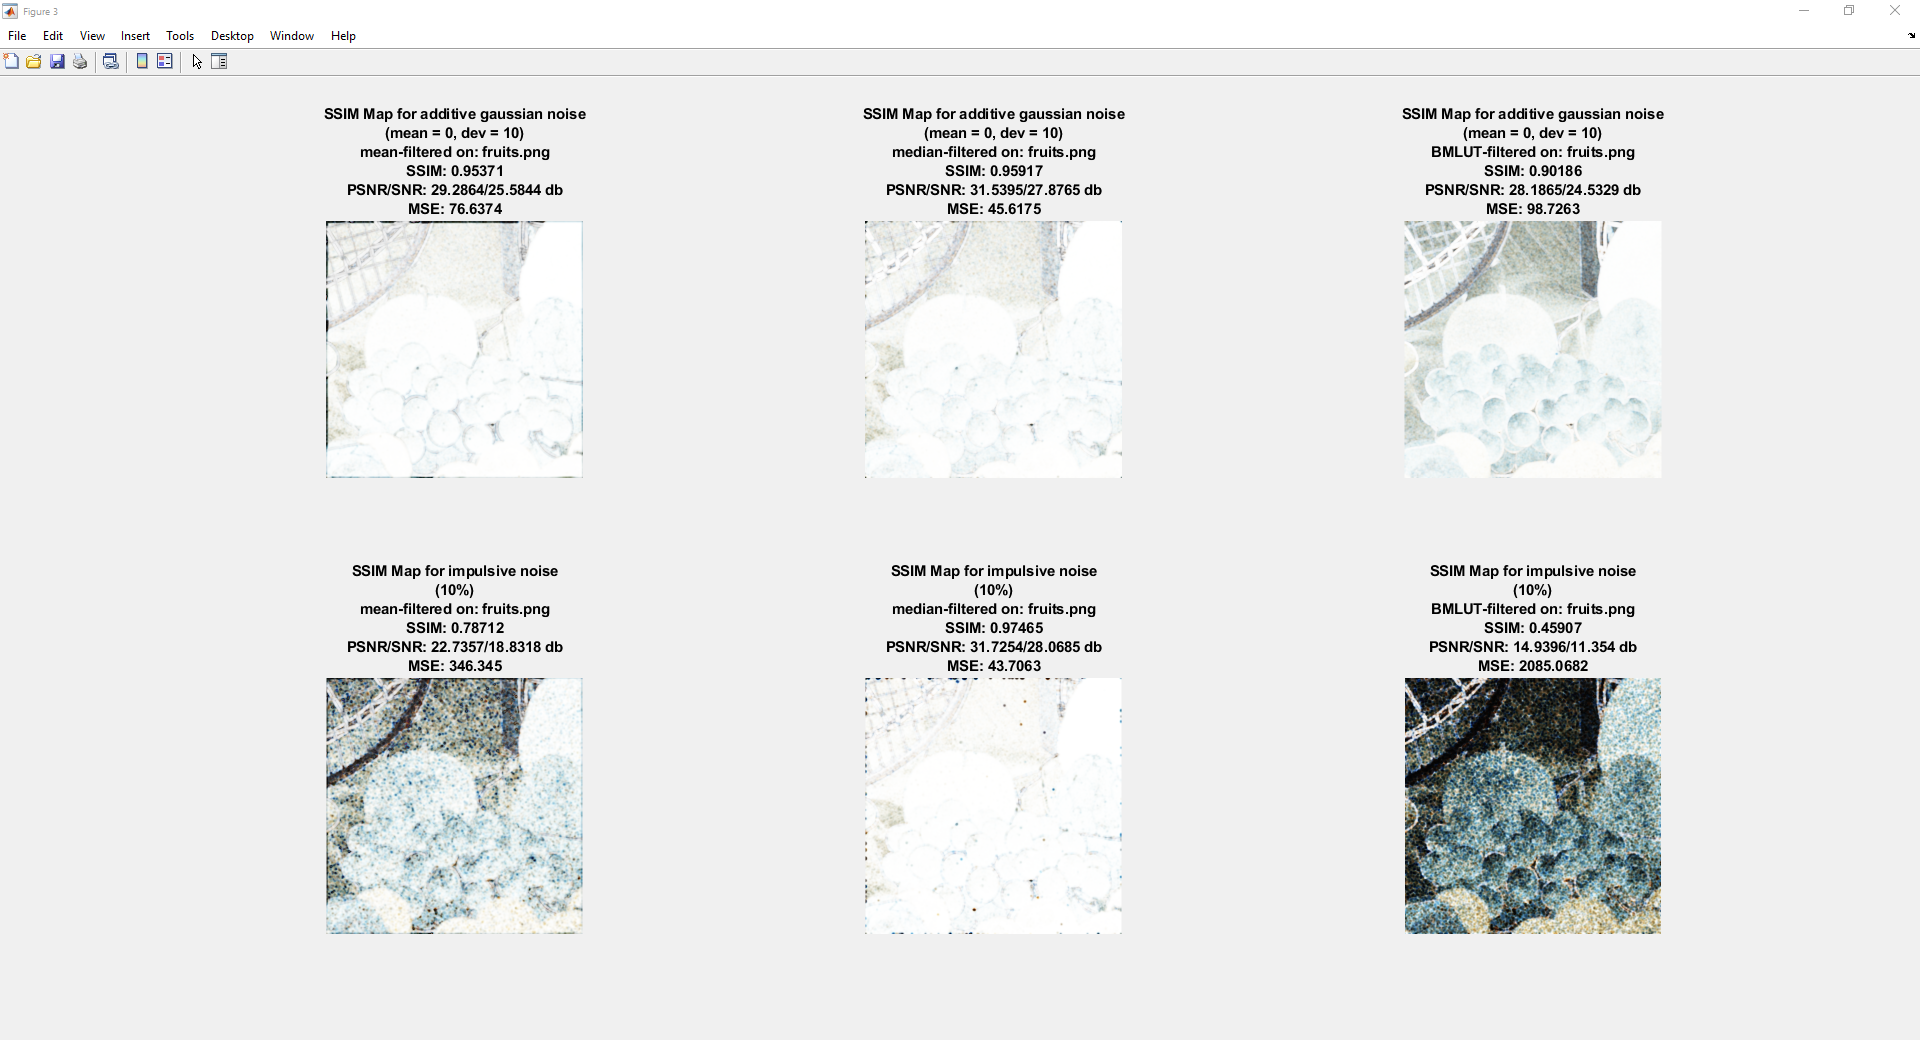 Figure 3
File Edit View Insert Tools Desktop Window Help
SSIM Map for additive gaussian noise
(mean = 0, dev = 10)
mean-filtered on: fruits.png
SSIM: 0.95371
PSNR/SNR: 29.2864/25.5844 db
MSE: 76.6374
SSIM Map for additive gaussian noise
(mean = 0, dev = 10)
median-filtered on: fruits.png
SSIM: 0.95917
PSNR/SNR: 31.5395/27.8765 db
MSE: 45.6175
SSIM Map for additive gaussian noise
(mean = 0, dev = 10)
BMLUT-filtered on: fruits.png
SSIM: 0.90186
PSNR/SNR: 28.1865/24.5329 db
MSE: 98.7263
SSIM Map for impulsive noise
(10%)
mean-filtered on: fruits.png
SSIM: 0.78712
PSNR/SNR: 22.7357/18.8318 db
MSE: 346.345
SSIM Map for impulsive noise
(10%)
median-filtered on: fruits.png
SSIM: 0.97465
PSNR/SNR: 31.7254/28.0685 db
MSE: 43.7063
SSIM Map for impulsive noise
(10%)
BMLUT-filtered on: fruits.png
SSIM: 0.45907
PSNR/SNR: 14.9396/11.354 db
MSE: 2085.0682